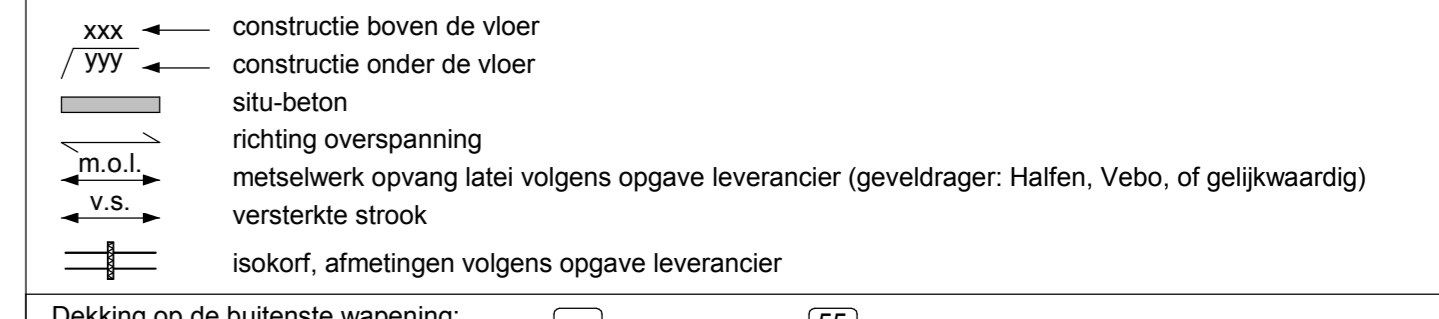 xxx constructie boven de vloer
yyy constructie onder de vloer
situ-beton
richting overspanning
m.o.l. metselwerk opvang latei volgens opgave leverancier (geveldrager: Halfen, Vebo, of gelijkwaardig)
v.s. versterkte strook
isokorf, afmetingen volgens opgave leverancier
Dekking op de buitenste wapening: 55